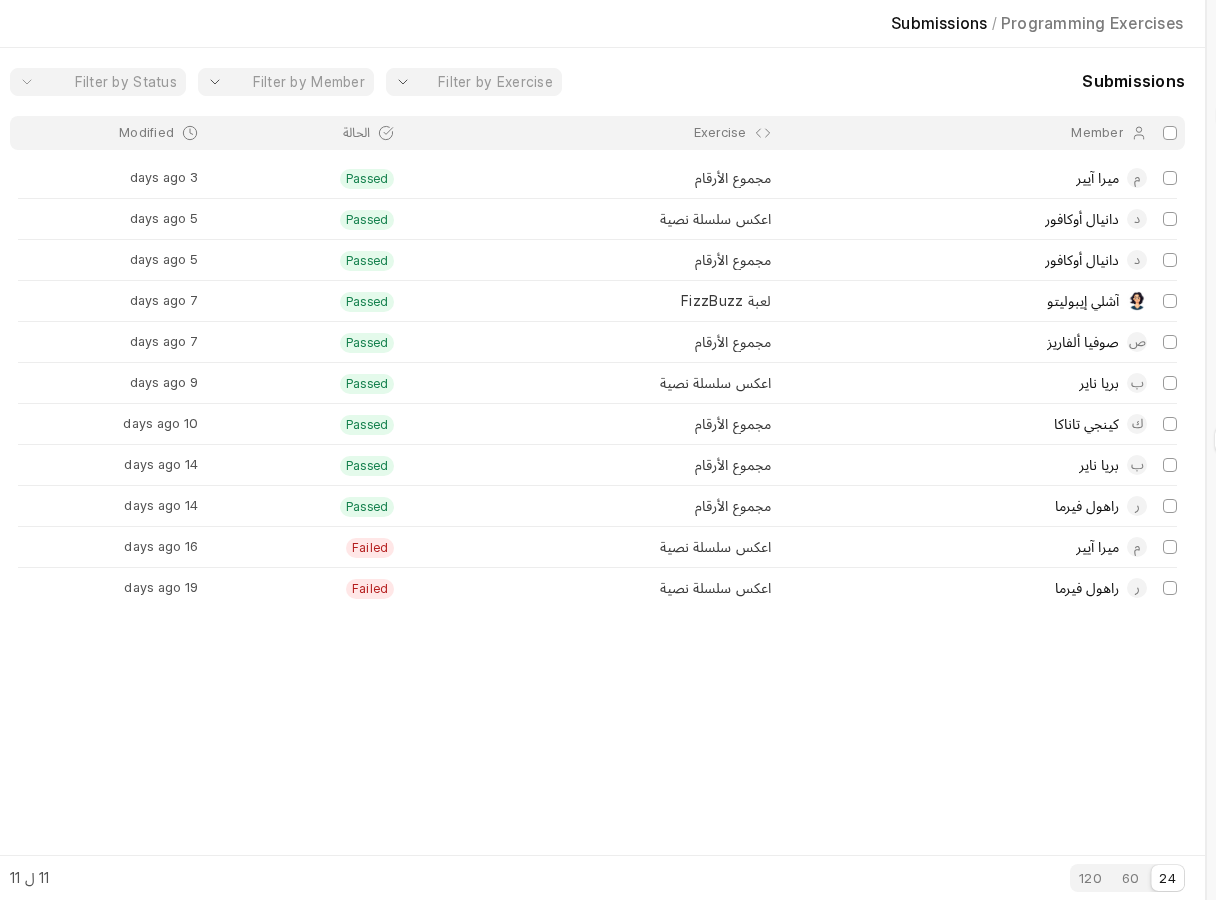 Programming Exercises / Submissions
Submissions
Filter by Exercise
Filter by Member
Filter by Status
Member Exercise الحالة Modified
م ميرا آيير مجموع الأرقام Passed 3 days ago
د دانيال أوكافور اعكس سلسلة نصية Passed 5 days ago
د دانيال أوكافور مجموع الأرقام Passed 5 days ago
آشلي إيبوليتو لعبة FizzBuzz Passed 7 days ago
ص صوفيا ألفاريز مجموع الأرقام Passed 7 days ago
ب بريا ناير اعكس سلسلة نصية Passed 9 days ago
ك كينجي تاناكا مجموع الأرقام Passed 10 days ago
ب بريا ناير مجموع الأرقام Passed 14 days ago
ر راهول فيرما مجموع الأرقام Passed 14 days ago
م ميرا آيير اعكس سلسلة نصية Failed 16 days ago
ر راهول فيرما اعكس سلسلة نصية Failed 19 days ago
24 60 120
11 ل 11